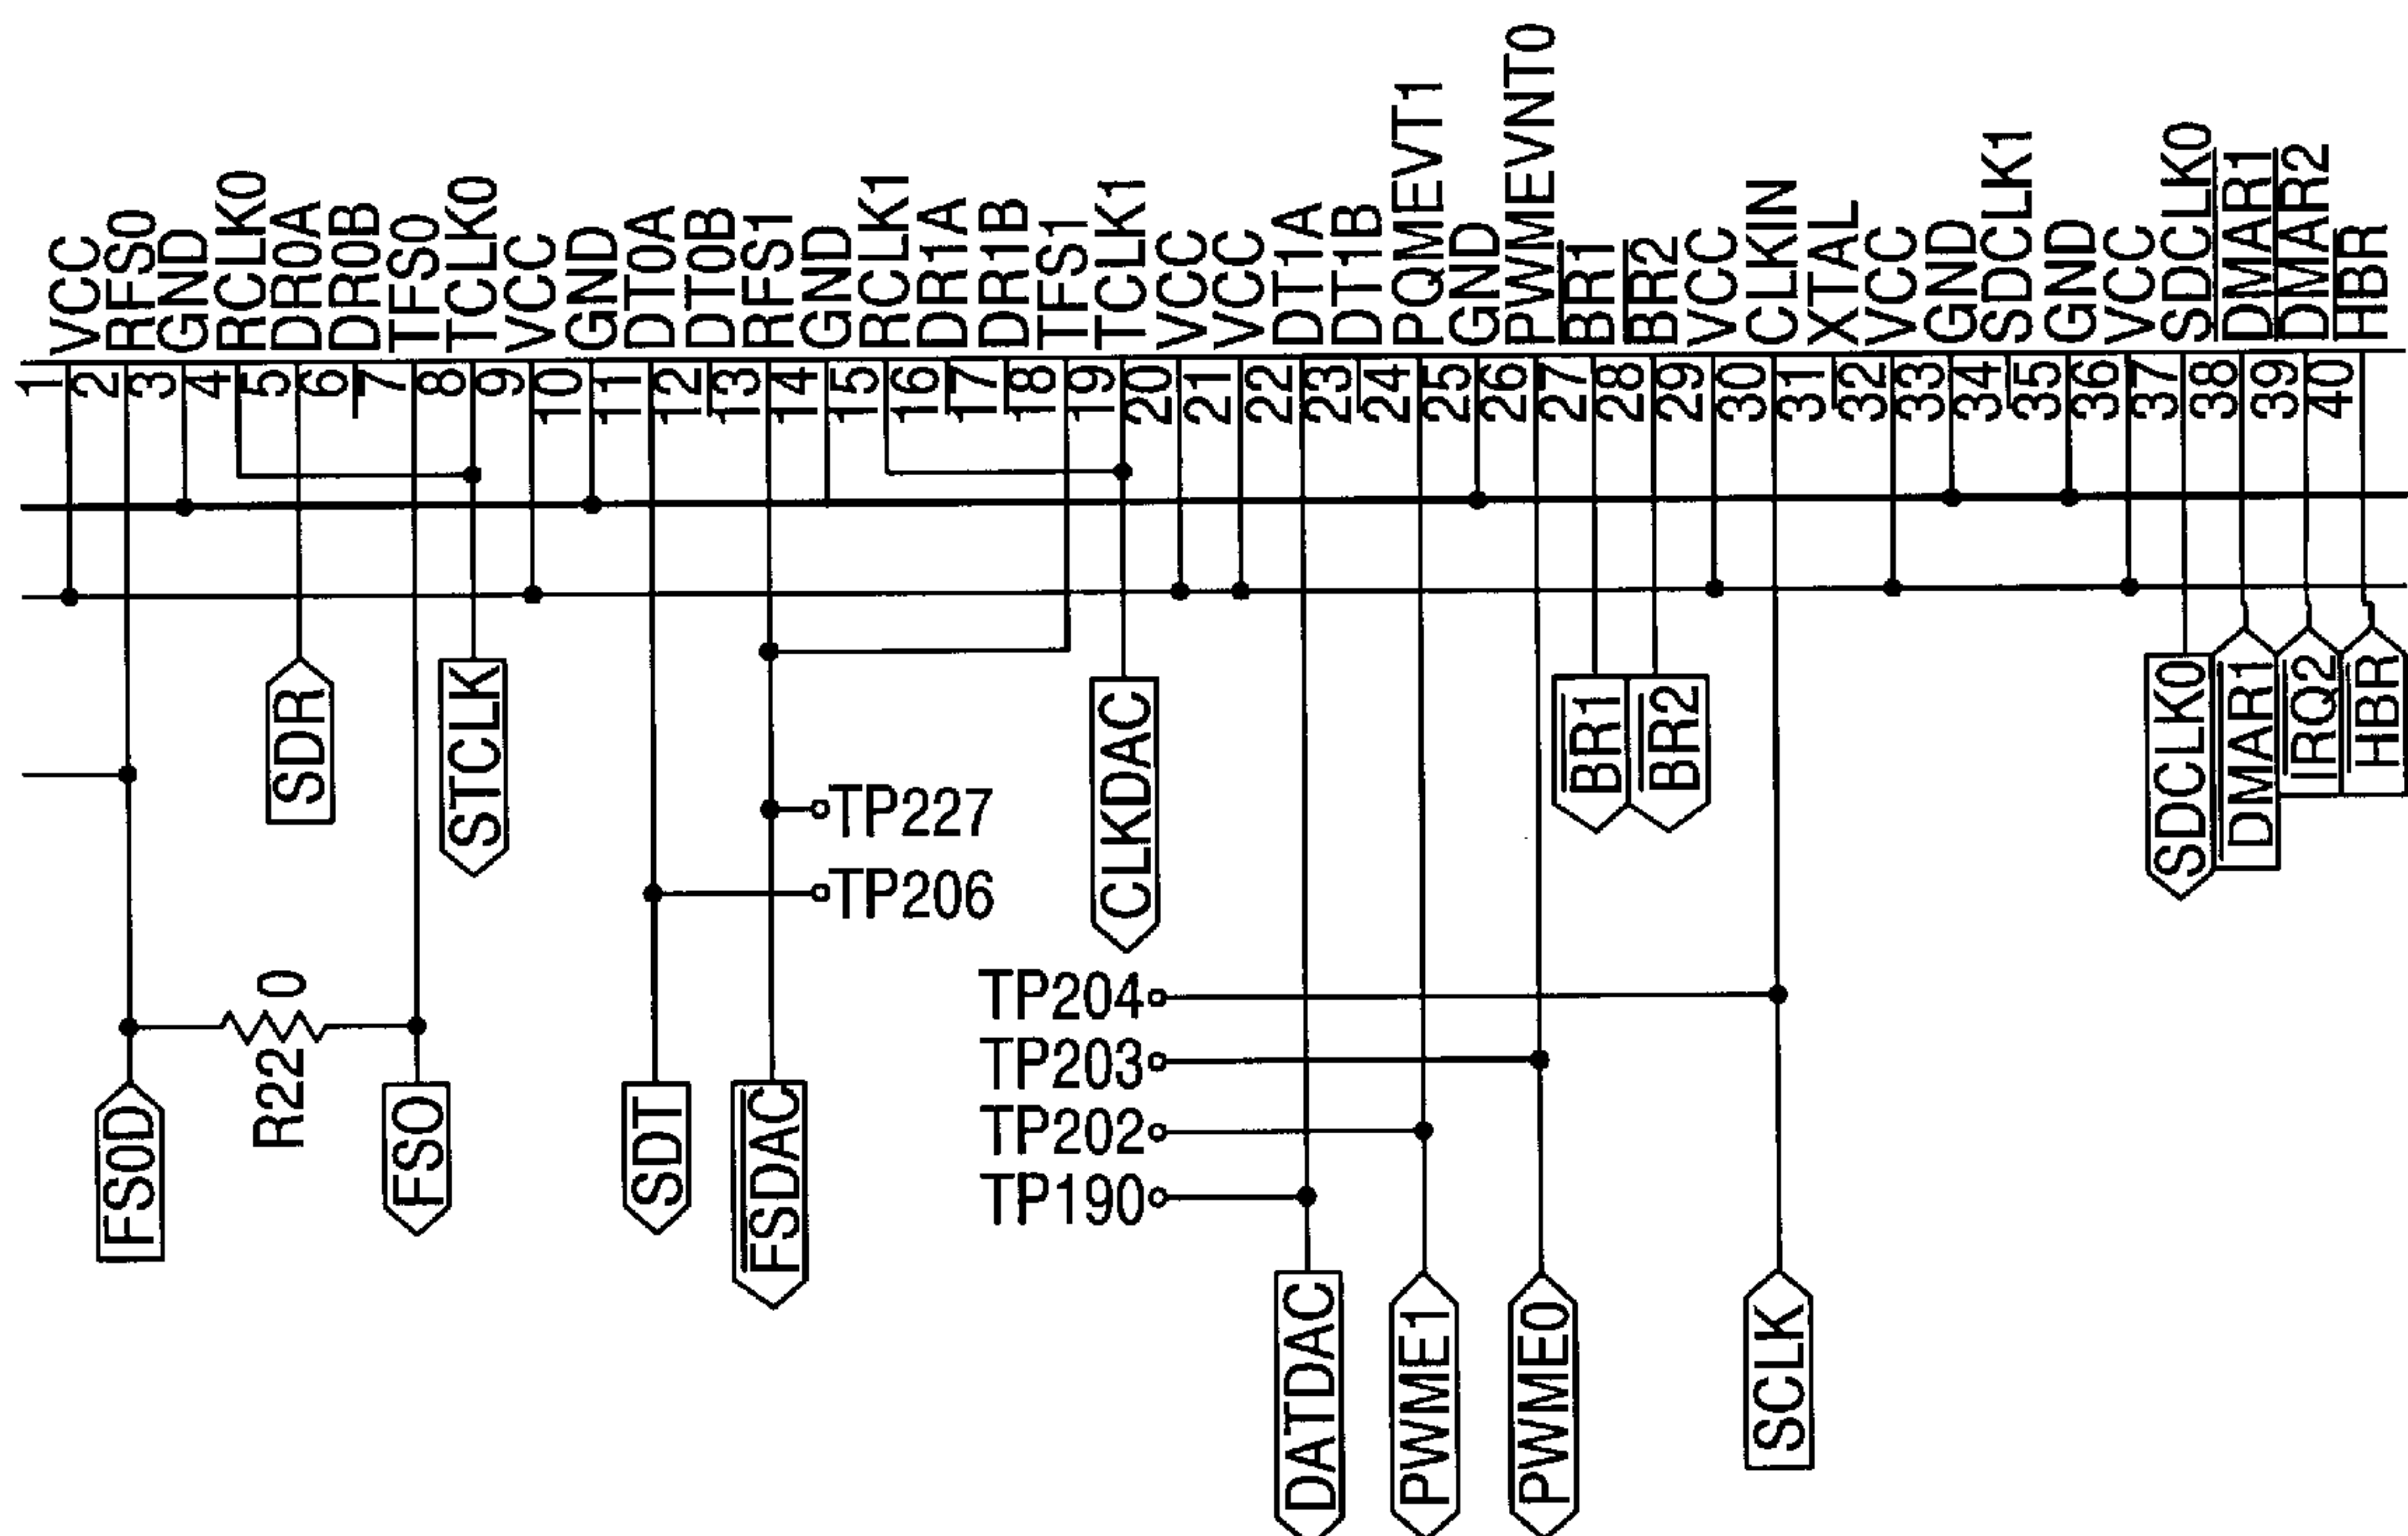 VCC
RFS0
GND
RCLK0
DR0A
DR0B
TFS0
TCLK0
VCC
GND
DT0A
DT0B
RFS1
GND
RCLK1
DR1A
DR1B
TFS1
TCLK1
VCC
VCC
DT1A
DT1B
PQMEVT1
GND
PWMEVNT0
BR1
BR2
VCC
CLKIN
XTAL
VCC
GND
SDCLK1
GND
VCC
SDCLK0
DMAR1
DMAR2
HBR
1
2
3
4
5
6
7
8
9
10
11
12
13
14
15
16
17
18
19
20
21
22
23
24
25
26
27
28
29
30
31
32
33
34
35
36
37
38
39
40
SDR
STCLK
CLKDAC
BR1
BR2
SDCLK0
DMAR1
IRQ2
HBR
TP227
TP206
TP204
TP203
TP202
TP190
R22 0
FS0D
FSO
SDT
FSDAC
DATDAC
PWME1
PWME0
SCLK